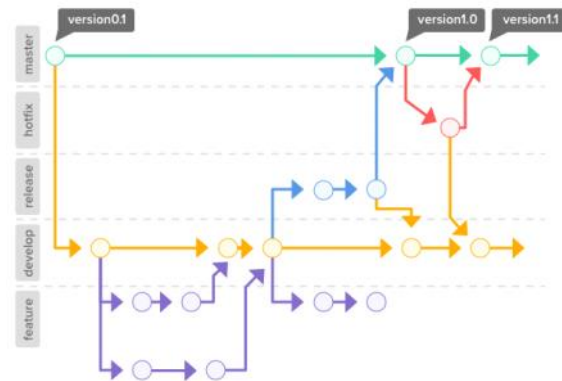 version0.1
version1.0
version1.1
master
hotfix
release
develop
feature